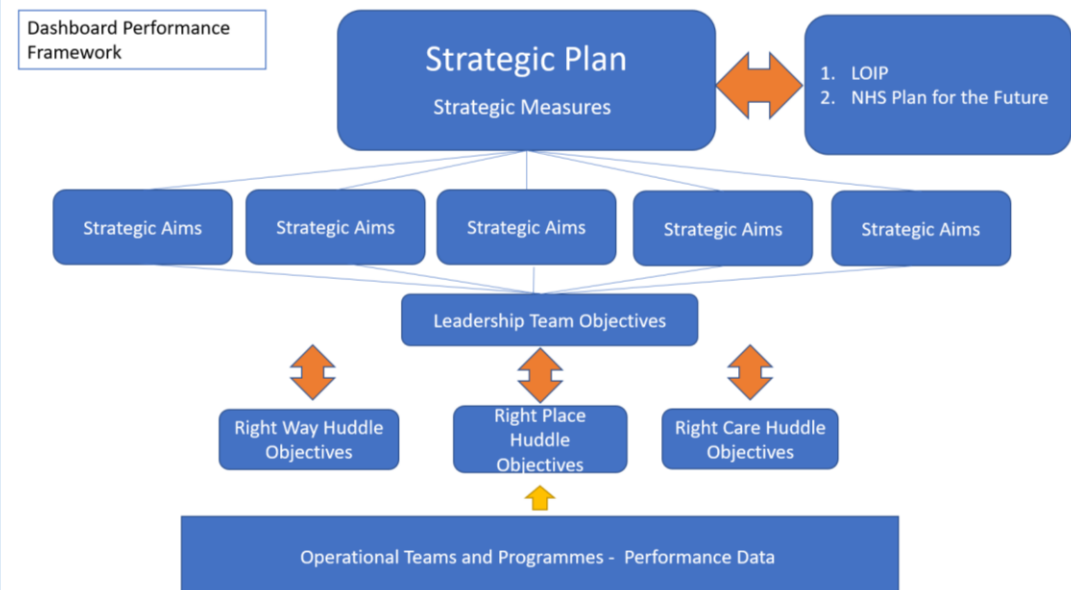 Dashboard Performance
Framework
Strategic Plan
Strategic Measures
1. LOIP
2. NHS Plan for the Future
Strategic Aims
Strategic Aims
Strategic Aims
Strategic Aims
Strategic Aims
Leadership Team Objectives
Right Way Huddle
Objectives
Right Place
Huddle
Objectives
Right Care Huddle
Objectives
Operational Teams and Programmes - Performance Data